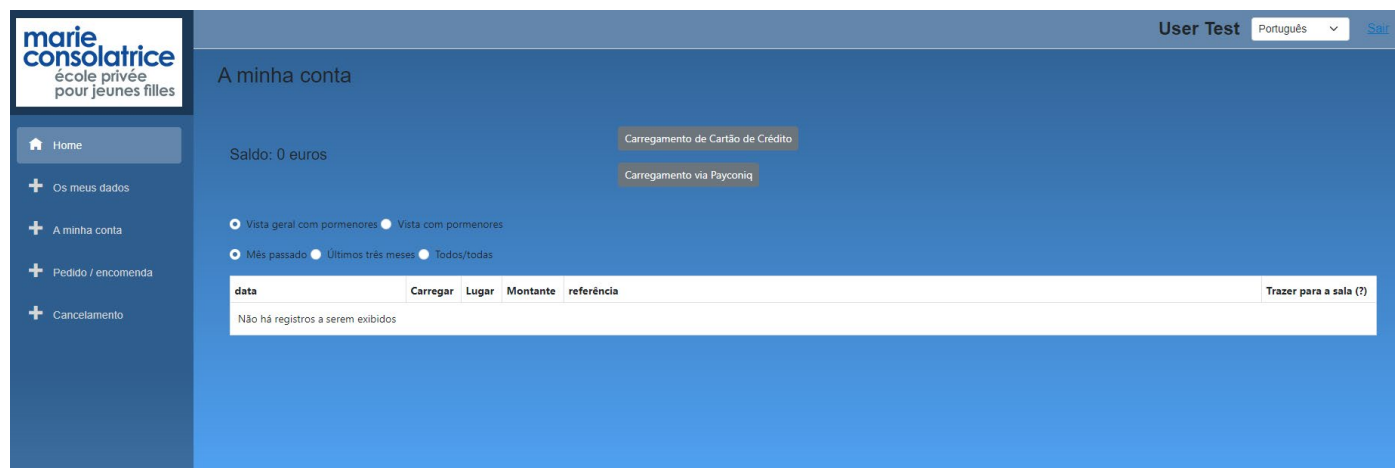 marie
consolatrice
école privée
pour jeunes filles
User Test Português Sair
A minha conta
Home
Os meus dados
A minha conta
Pedido / encomenda
Cancelamento
Saldo: 0 euros
Carregamento de Cartão de Crédito
Carregamento via Payconiq
Vista geral com pormenores Vista com pormenores
Mês passado Últimos três meses Todos/todas
data Carregar Lugar Montante referência Trazer para a sala (?)
Não há registros a serem exibidos